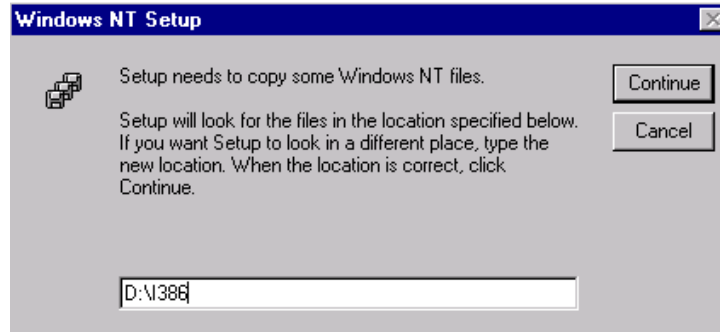 Windows NT Setup
Setup needs to copy some Windows NT files.
Continue
Setup will look for the files in the location specified below.
If you want Setup to look in a different place, type the
new location. When the location is correct, click
Continue.
Cancel
D:\I386